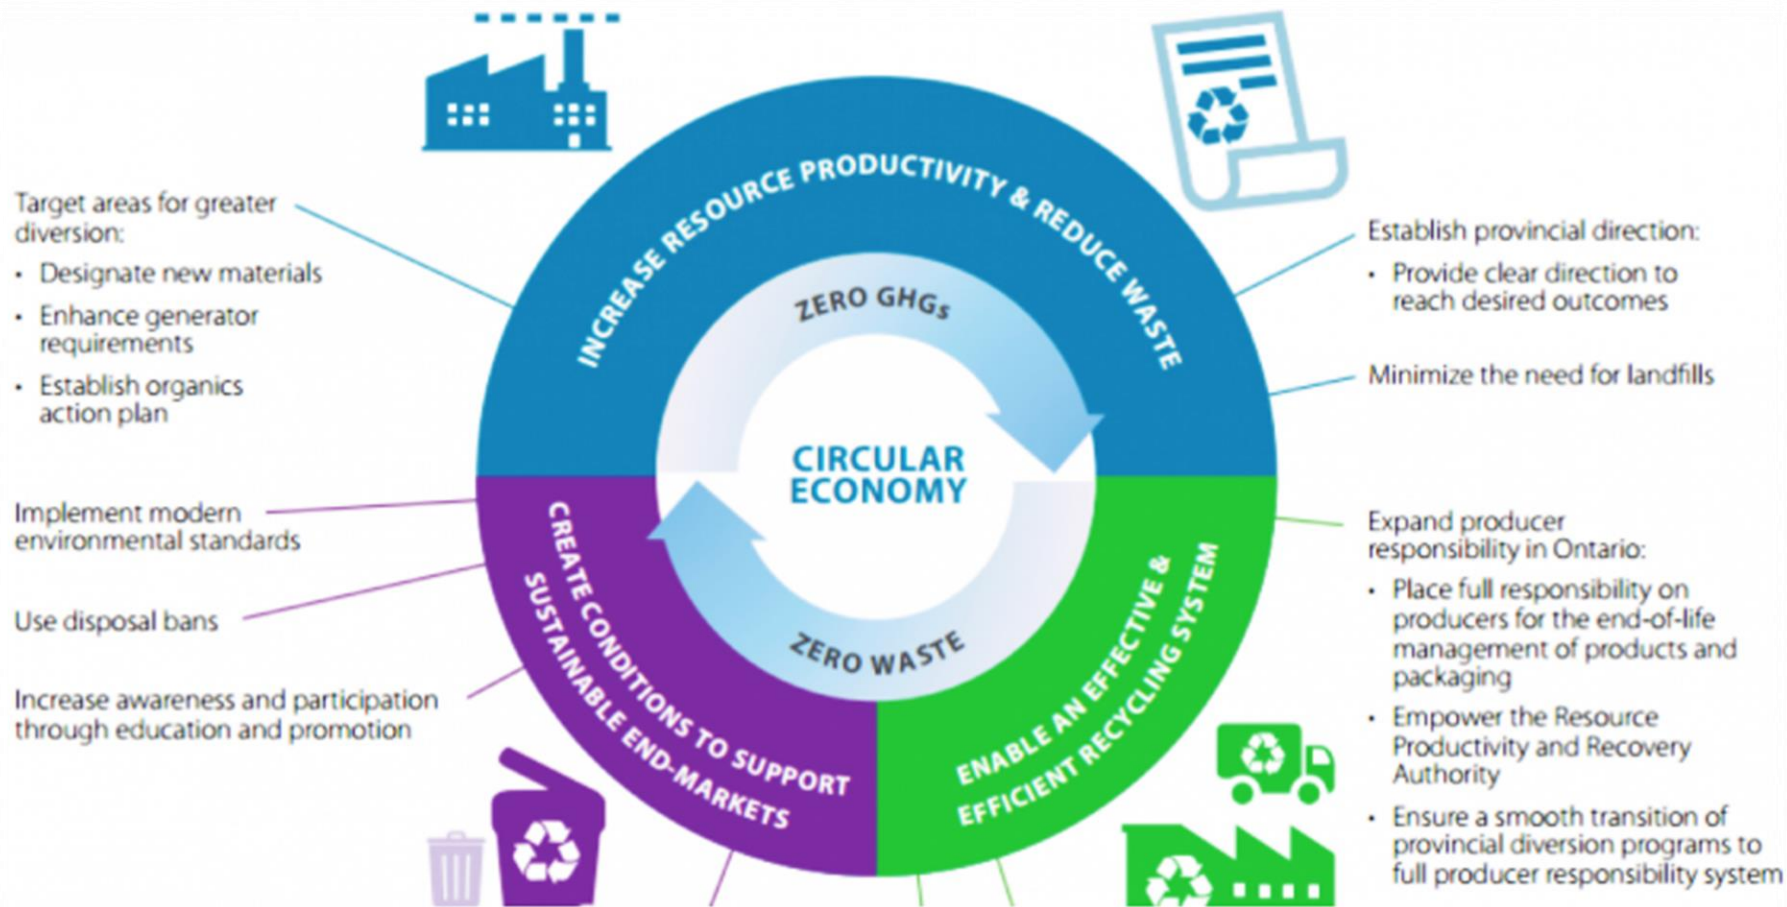 Target areas for greater
diversion:
• Designate new materials
• Enhance generator
requirements
• Establish organics
action plan
Implement modern
environmental standards
Use disposal bans
Increase awareness and participation
through education and promotion
INCREASE RESOURCE PRODUCTIVITY & REDUCE WASTE
ZERO GHGs
CIRCULAR
ECONOMY
ZERO WASTE
CREATE CONDITIONS TO SUPPORT
SUSTAINABLE END-MARKETS
ENABLE AN EFFECTIVE &
EFFICIENT RECYCLING SYSTEM
Establish provincial direction:
• Provide clear direction to
reach desired outcomes
Minimize the need for landfills
Expand producer
responsibility in Ontario:
• Place full responsibility on
producers for the end-of-life
management of products and
packaging
• Empower the Resource
Productivity and Recovery
Authority
• Ensure a smooth transition of
provincial diversion programs to
full producer responsibility system